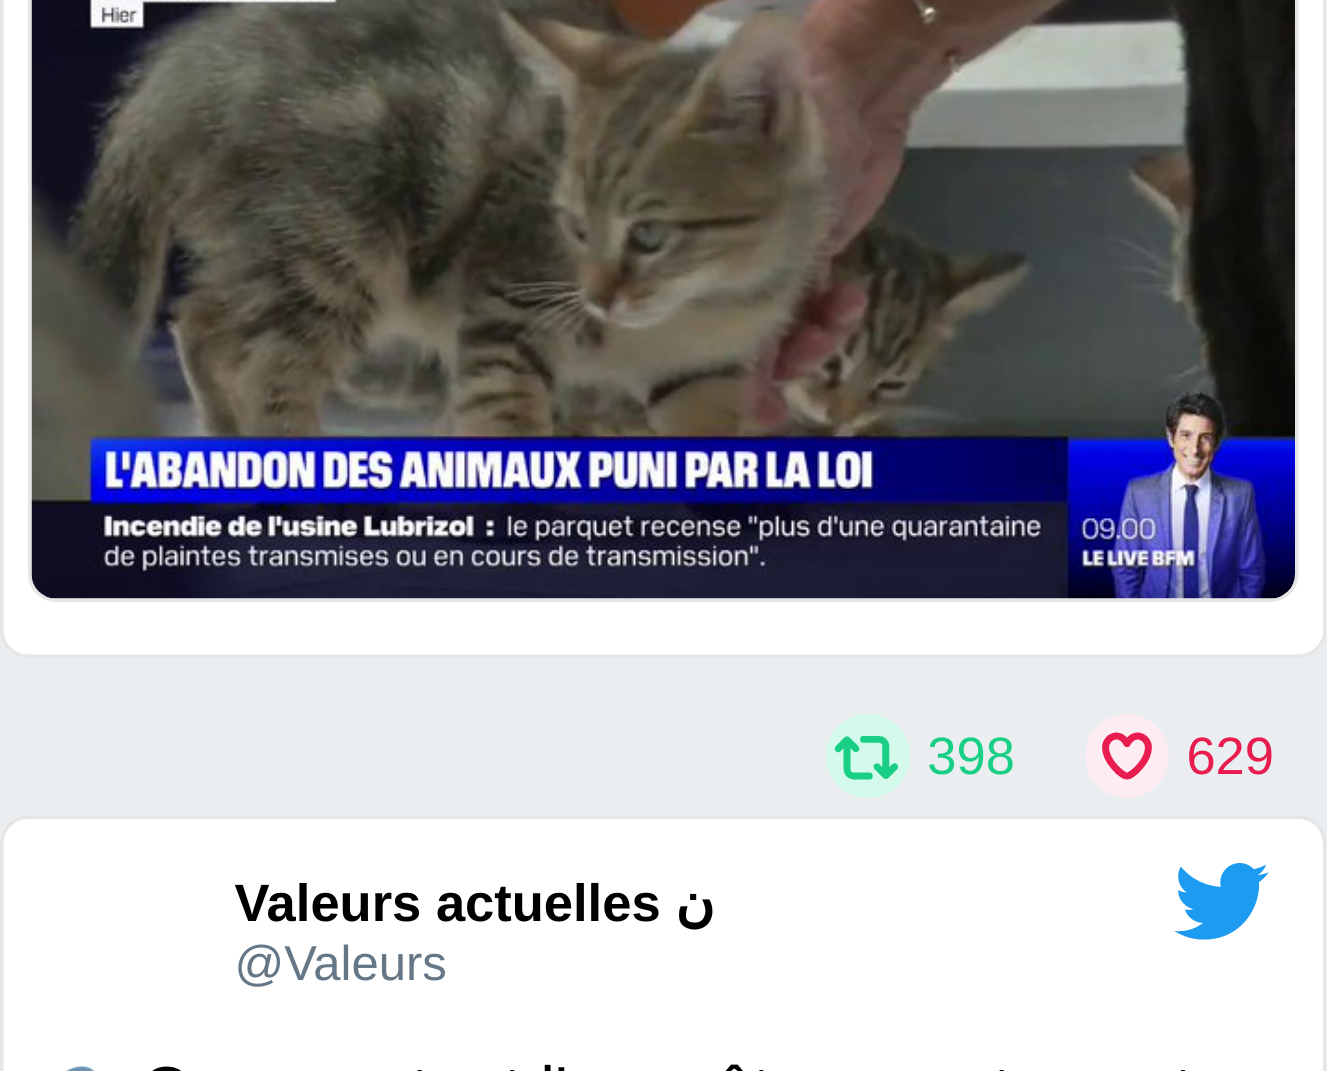 Hier
L'ABANDON DES ANIMAUX PUNI PAR LA LOI
Incendie de l'usine Lubrizol : le parquet recense "plus d'une quarantaine
de plaintes transmises ou en cours de transmission".
09.00
LE LIVE BFM
398 629
Valeurs actuelles ن
@Valeurs